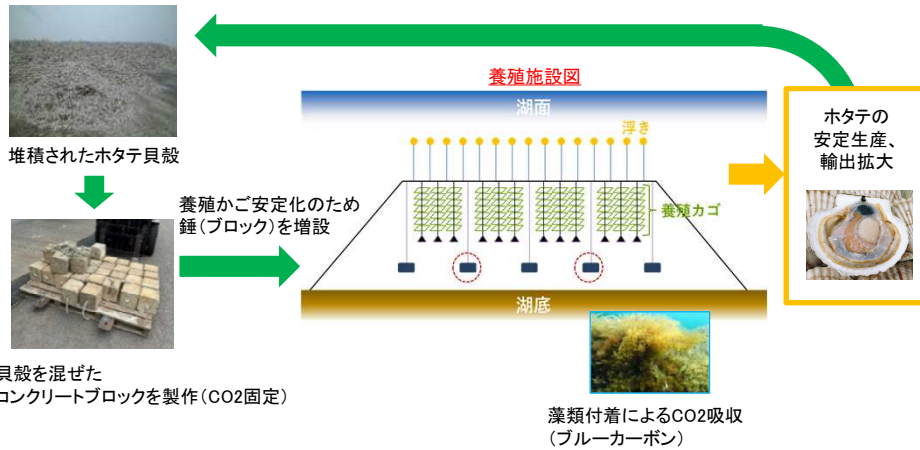 養殖施設図
湖面
浮き
養殖カゴ
湖底
堆積されたホタテ貝殻
養殖かご安定化のため
錘(ブロック)を増設
ホタテの
安定生産、
輸出拡大
貝殻を混ぜた
コンクリートブロックを製作(CO2固定)
藻類付着によるCO2吸収
(ブルーカーボン)